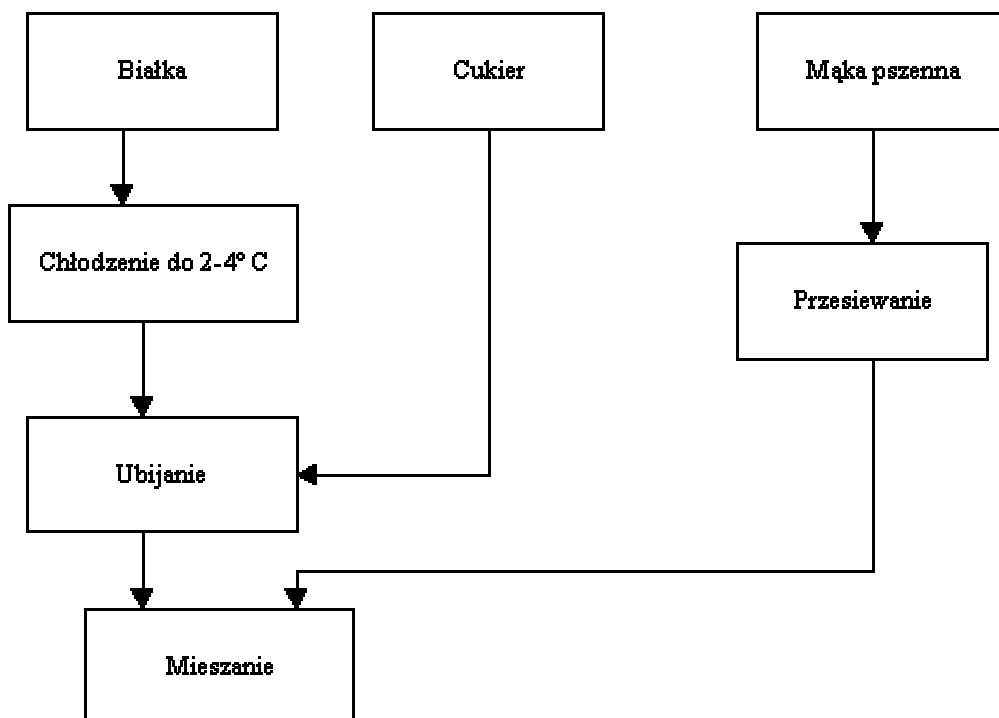 Białka
Cukier
Mąka pszenna
Chłodzenie do 2-4° C
Przesiewanie
Ubijanie
Mieszanie